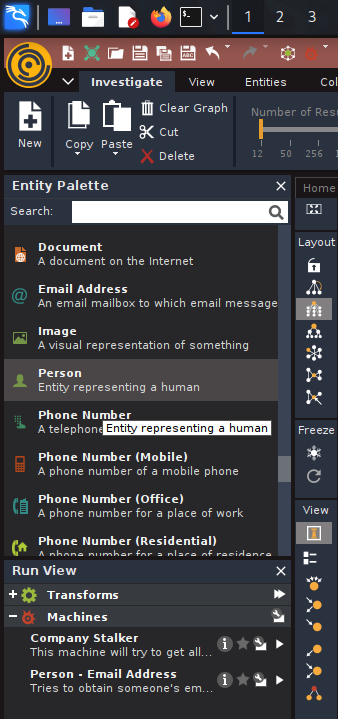 1 2 3
Investigate View Entities Col
New
Copy
Paste
Clear Graph
Cut
Delete
Number of Resu
12 50 256 1
Entity Palette
Search:
Document
A document on the Internet
Email Address
An email mailbox to which email message
Image
A visual representation of something
Person
Entity representing a human
Phone Number
A telephone
Entity representing a human
Phone Number (Mobile)
A phone number of a mobile phone
Phone Number (Office)
A phone number for a place of work
Phone Number (Residential)
A phone number for a place of residence
Run View
Transforms
Machines
Company Stalker
This machine will try to get all...
Person - Email Address
Tries to obtain someone's em...
Home
Layout
Freeze
View